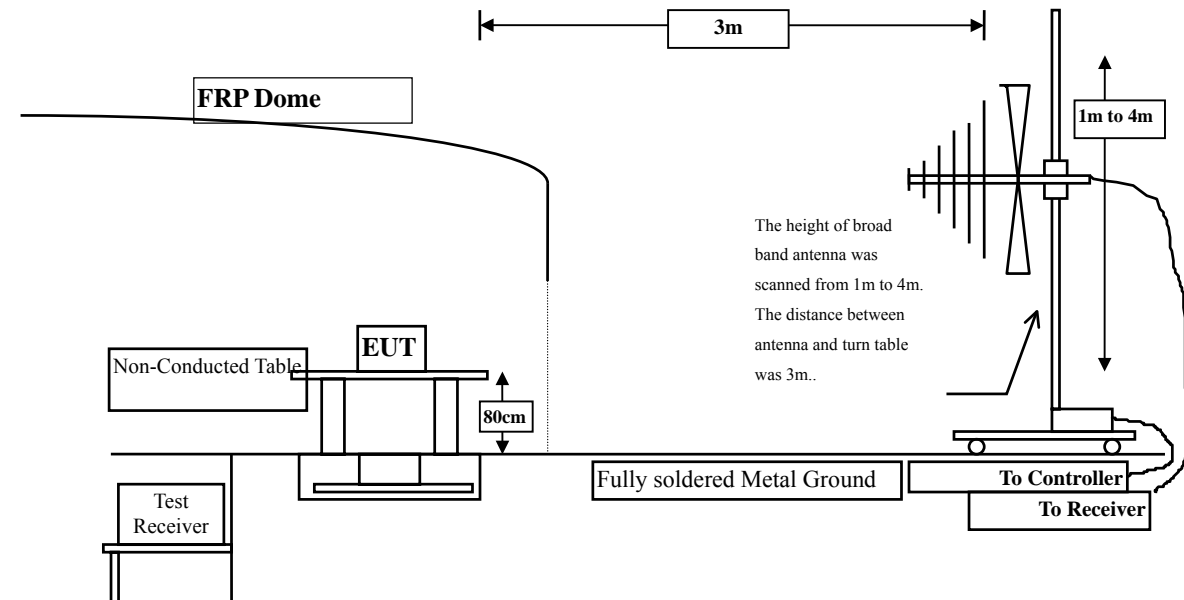 3m
FRP Dome
1m to 4m
The height of broad
band antenna was
scanned from 1m to 4m.
The distance between
antenna and turn table
was 3m..
EUT
Non-Conducted Table
80cm
Fully soldered Metal Ground
To Controller
To Receiver
Test
Receiver